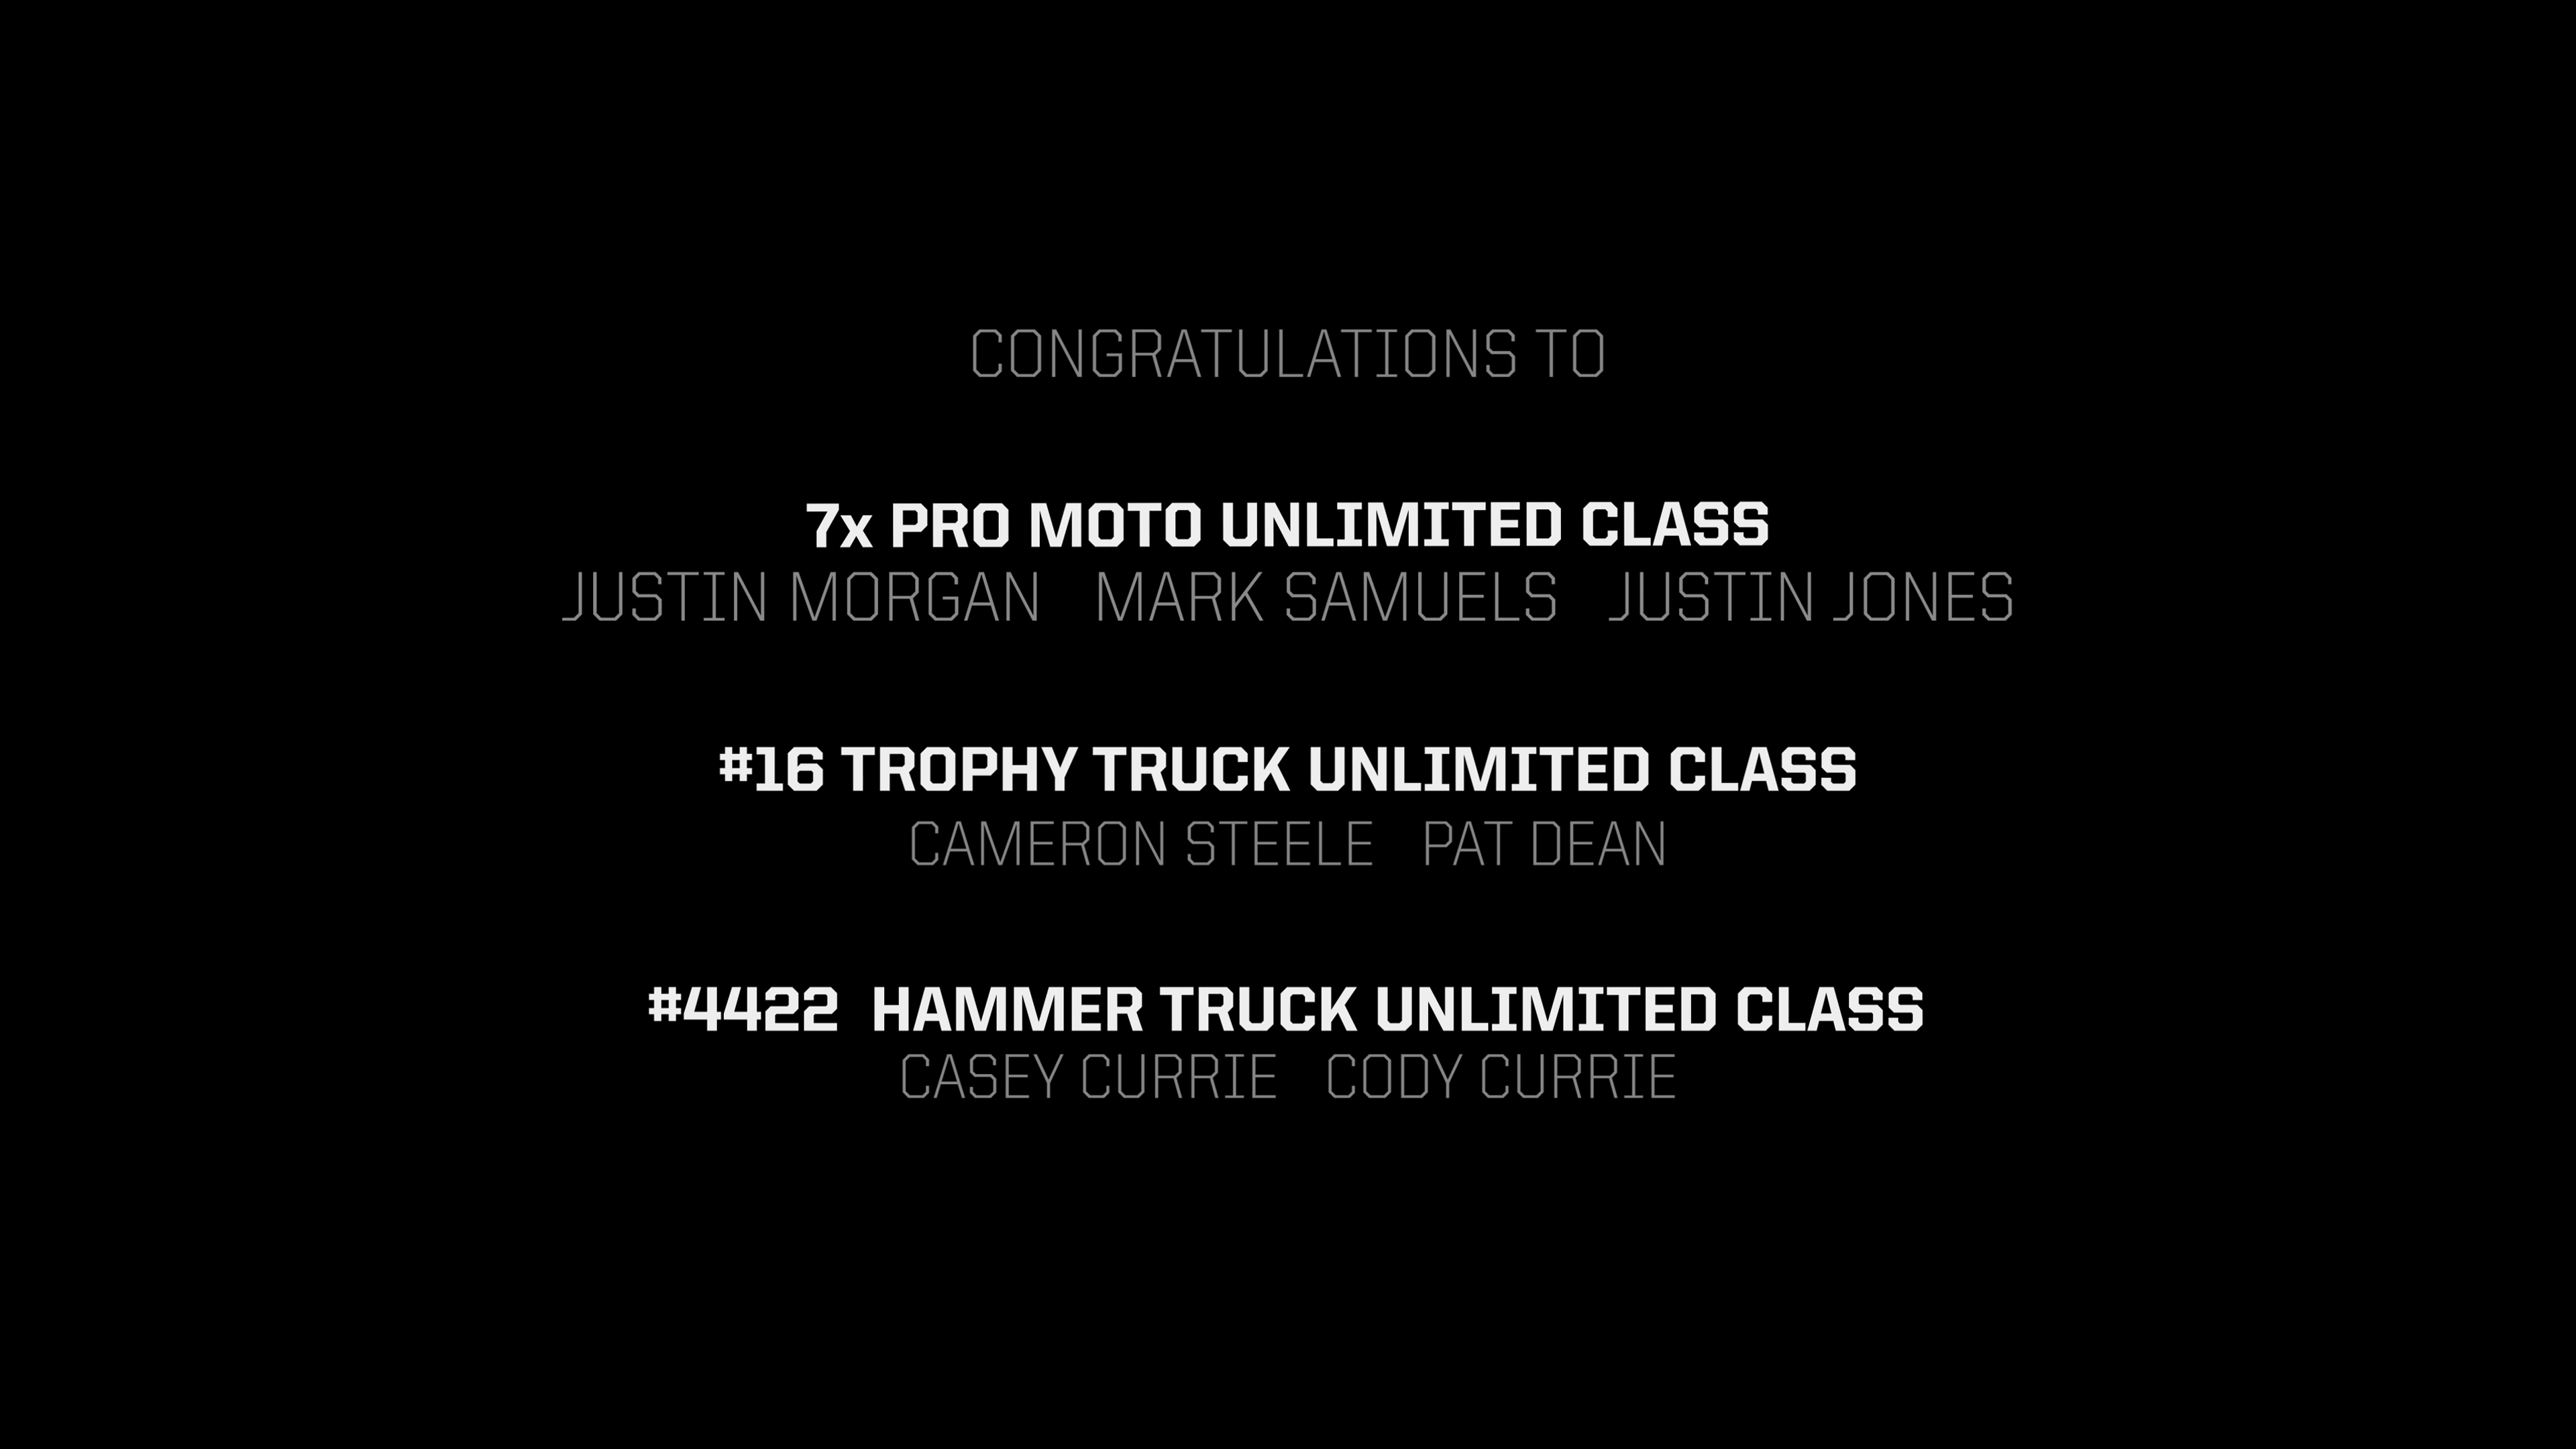 CONGRATULATIONS TO
7x PRO MOTO UNLIMITED CLASS
JUSTIN MORGAN MARK SAMUELS JUSTIN JONES
#16 TROPHY TRUCK UNLIMITED CLASS
CAMERON STEELE PAT DEAN
#4422 HAMMER TRUCK UNLIMITED CLASS
CASEY CURRIE CODY CURRIE